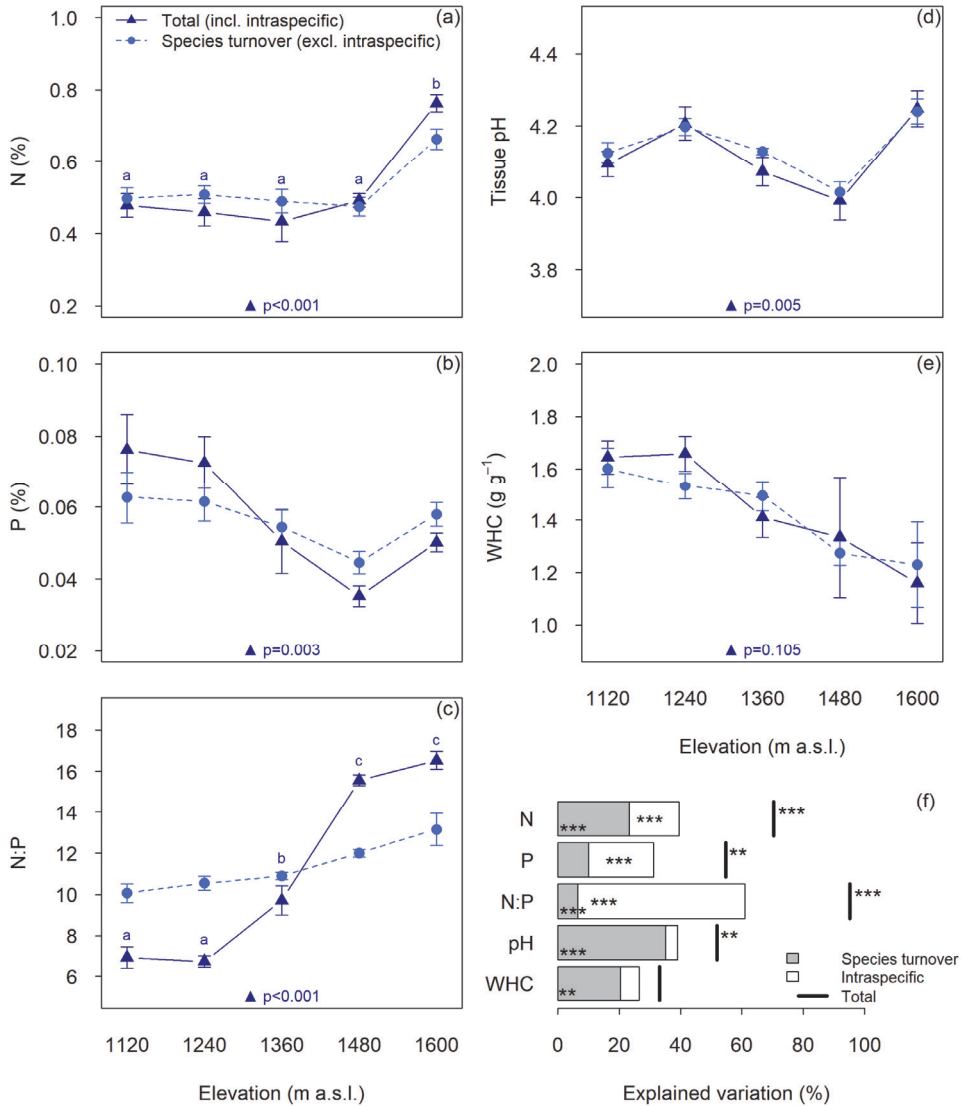 (a)
Total (incl. intraspecific)
Species turnover (excl. intraspecific)
N (%)
1.0
0.8
0.6
0.4
0.2
a a a a b
p<0.001
(b)
P (%)
0.10
0.08
0.06
0.04
0.02
p=0.003
(c)
N:P
18
16
14
12
10
8
6
a a b c c
p<0.001
1120 1240 1360 1480 1600
Elevation (m a.s.l.)
(d)
Tissue pH
4.4
4.2
4.0
3.8
p=0.005
(e)
WHC (g g⁻¹)
2.0
1.8
1.6
1.4
1.2
1.0
p=0.105
1120 1240 1360 1480 1600
Elevation (m a.s.l.)
(f)
N *** *** ***
P *** **
N:P *** *** ***
pH *** **
WHC **
Species turnover
Intraspecific
Total
0 20 40 60 80 100
Explained variation (%)